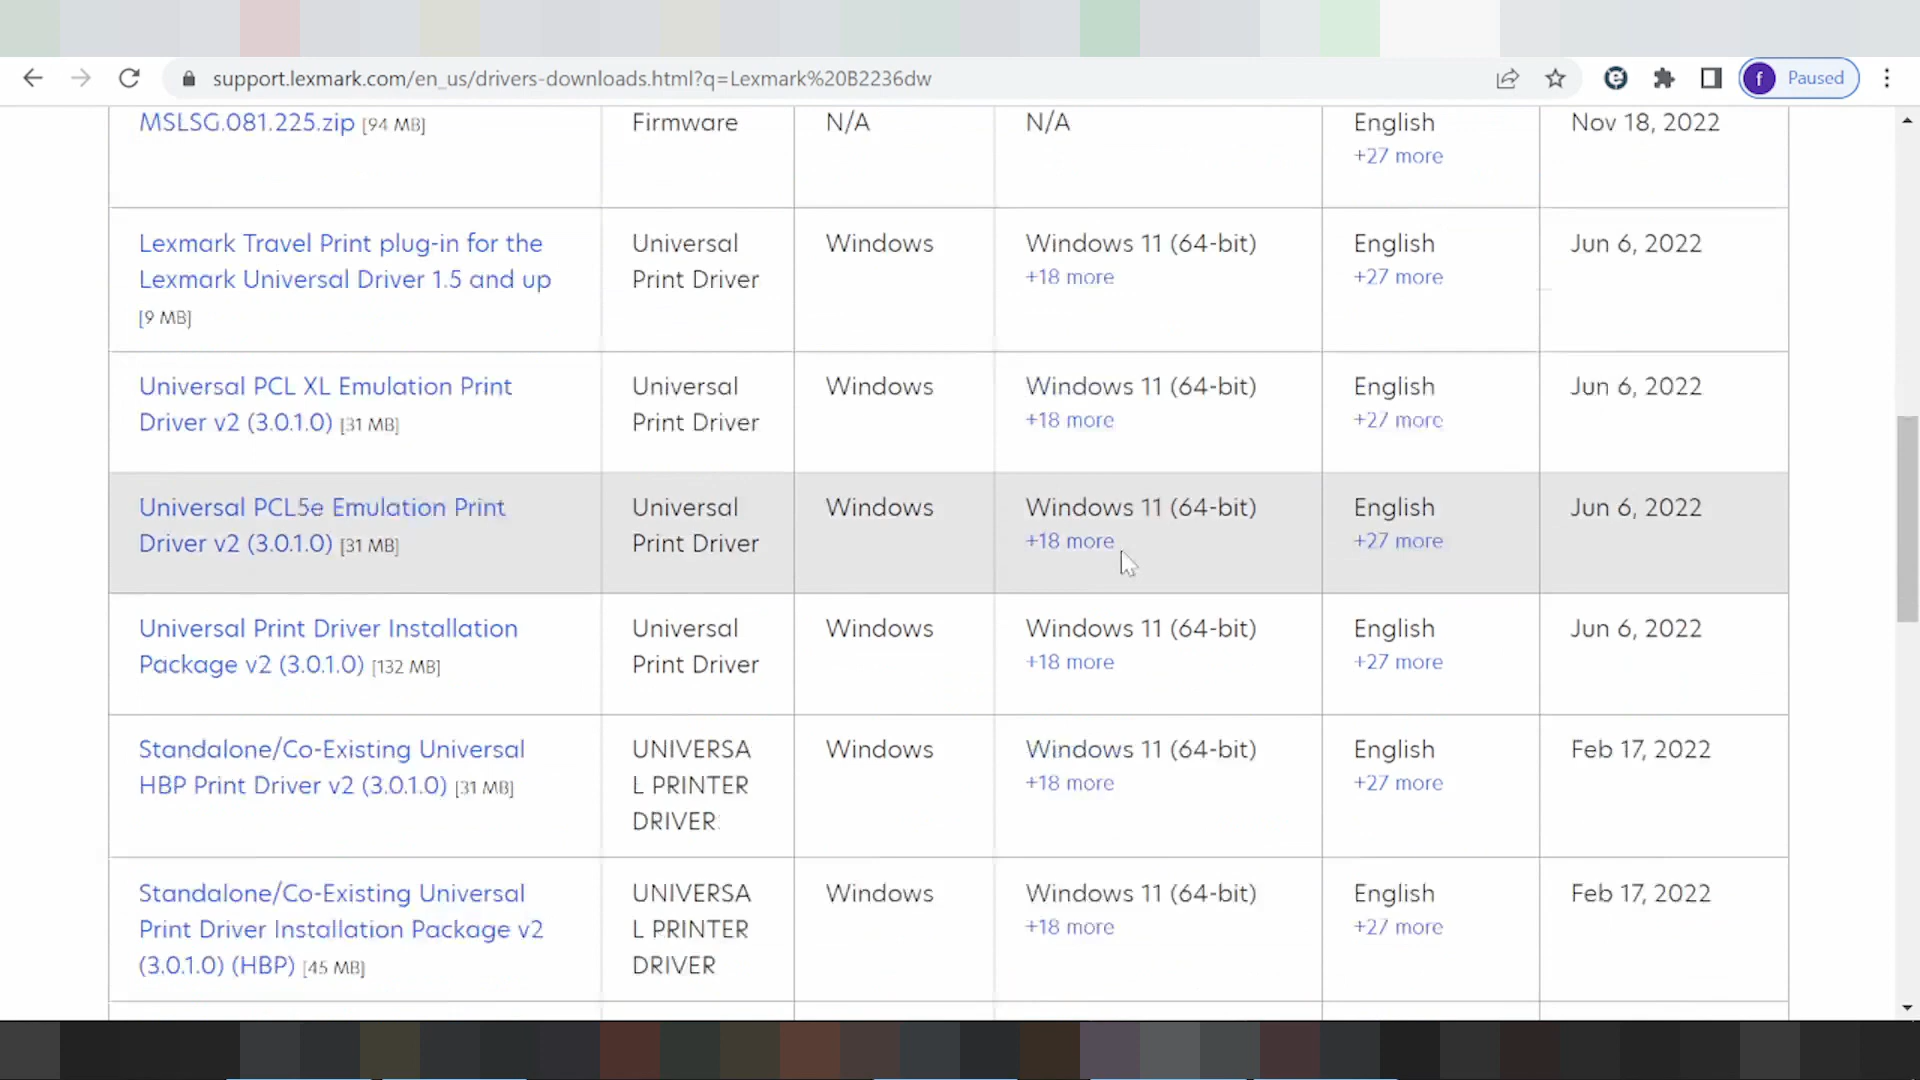 support.lexmark.com/en_us/drivers-downloads.html?q=Lexmark%20B2236dw
f Paused
MSLSG.081.225.zip [94 MB] Firmware N/A N/A English Nov 18, 2022
+27 more
Lexmark Travel Print plug-in for the Universal Windows Windows 11 (64-bit) English Jun 6, 2022
Lexmark Universal Driver 1.5 and up Print Driver +18 more +27 more
[9 MB]
Universal PCL XL Emulation Print Universal Windows Windows 11 (64-bit) English Jun 6, 2022
Driver v2 (3.0.1.0) [31 MB] Print Driver +18 more +27 more
Universal PCL5e Emulation Print Universal Windows Windows 11 (64-bit) English Jun 6, 2022
Driver v2 (3.0.1.0) [31 MB] Print Driver +18 more +27 more
Universal Print Driver Installation Universal Windows Windows 11 (64-bit) English Jun 6, 2022
Package v2 (3.0.1.0) [132 MB] Print Driver +18 more +27 more
Standalone/Co-Existing Universal UNIVERSA Windows Windows 11 (64-bit) English Feb 17, 2022
HBP Print Driver v2 (3.0.1.0) [31 MB] L PRINTER +18 more +27 more
DRIVER
Standalone/Co-Existing Universal UNIVERSA Windows Windows 11 (64-bit) English Feb 17, 2022
Print Driver Installation Package v2 L PRINTER +18 more +27 more
(3.0.1.0) (HBP) [45 MB] DRIVER